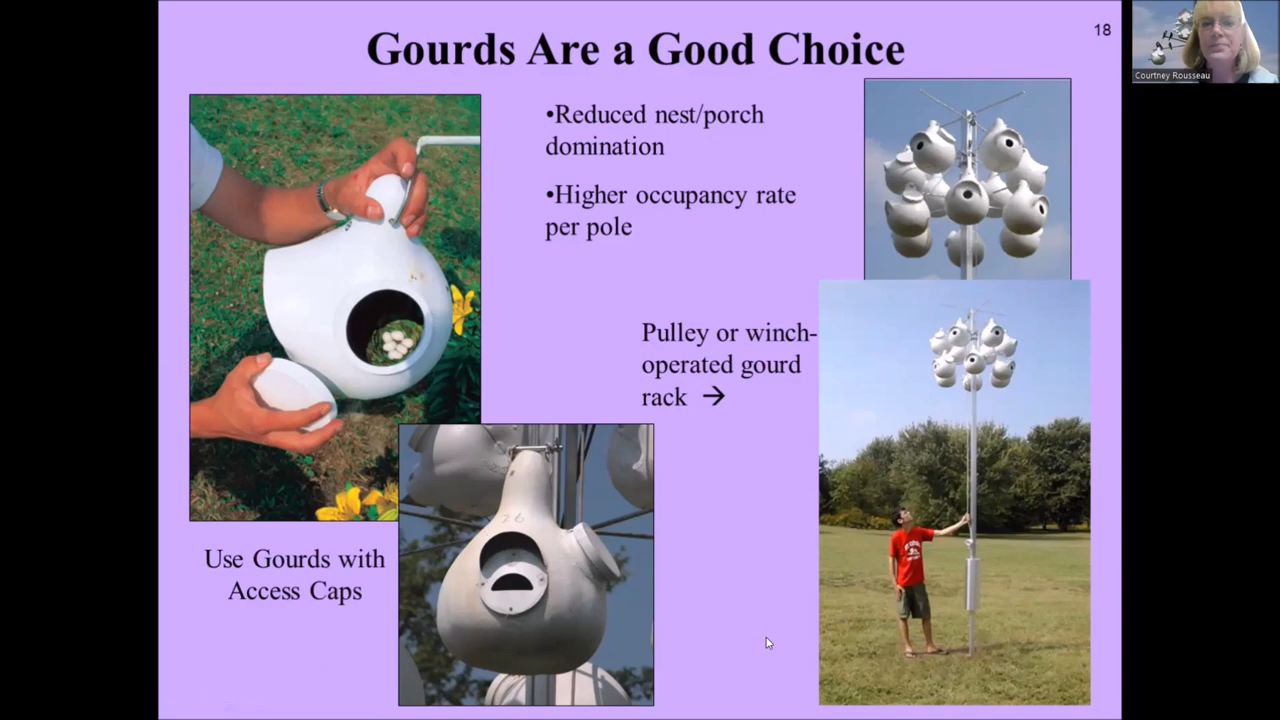 Gourds Are a Good Choice
18
Courtney Rousseau
•Reduced nest/porch
domination
•Higher occupancy rate
per pole
Pulley or winch-
operated gourd
rack →
26
Use Gourds with
Access Caps